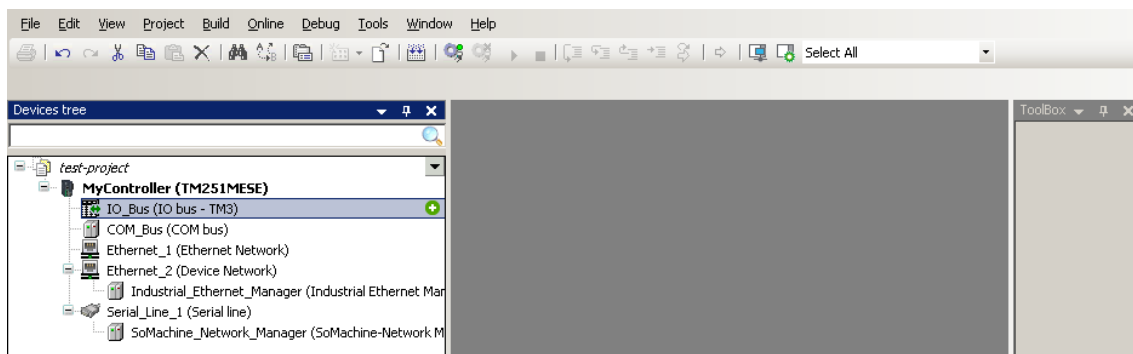 File Edit View Project Build Online Debug Tools Window Help
Select All
Devices tree
ToolBox
test-project
MyController (TM251MESE)
IO_Bus (IO bus - TM3)
COM_Bus (COM bus)
Ethernet_1 (Ethernet Network)
Ethernet_2 (Device Network)
Industrial_Ethernet_Manager (Industrial Ethernet Mar
Serial_Line_1 (Serial line)
SoMachine_Network_Manager (SoMachine-Network M